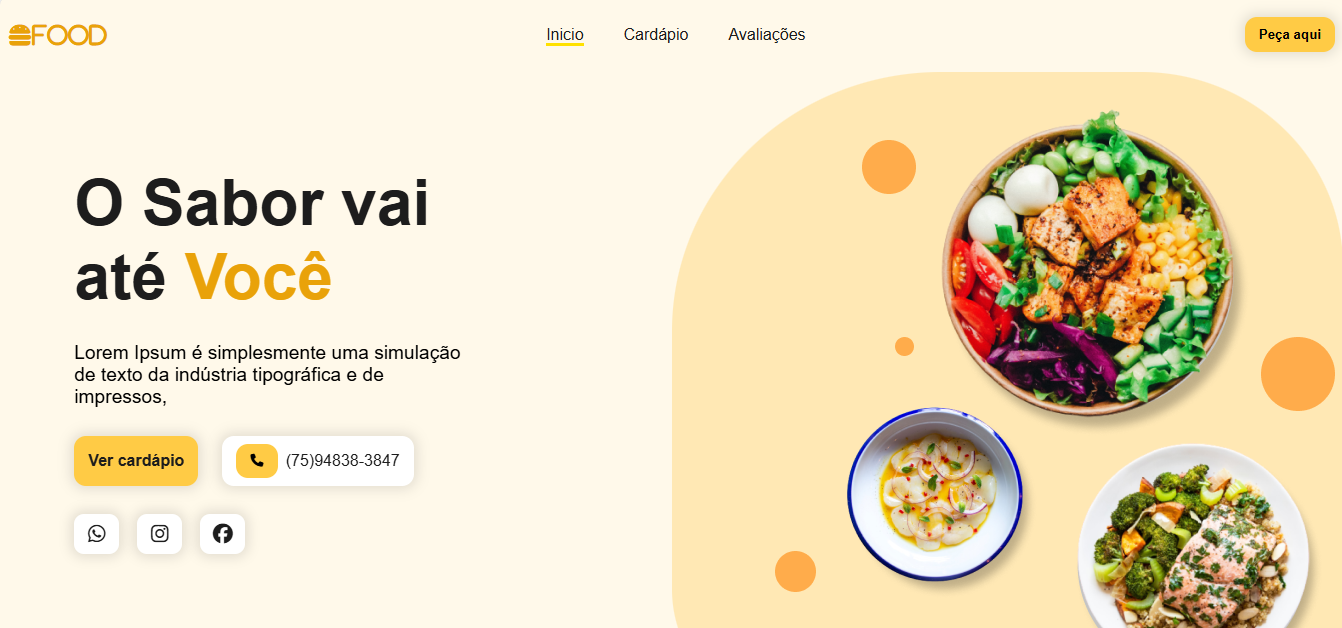 FOOD
Inicio
Cardápio
Avaliações
Peça aqui
O Sabor vai
até Você
Lorem Ipsum é simplesmente uma simulação
de texto da indústria tipográfica e de
impressos,
Ver cardápio
(75)94838-3847